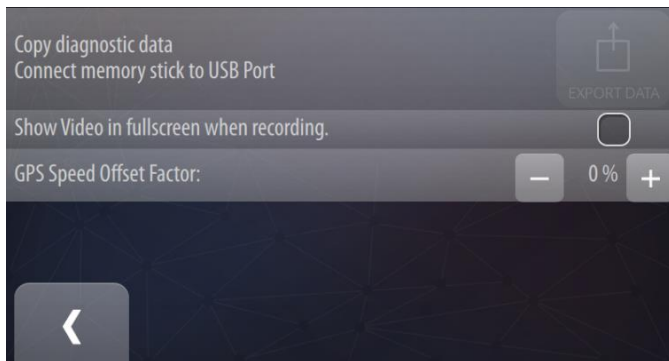 Copy diagnostic data
Connect memory stick to USB Port
EXPORT DATA
Show Video in fullscreen when recording.
GPS Speed Offset Factor:
− 0 % +